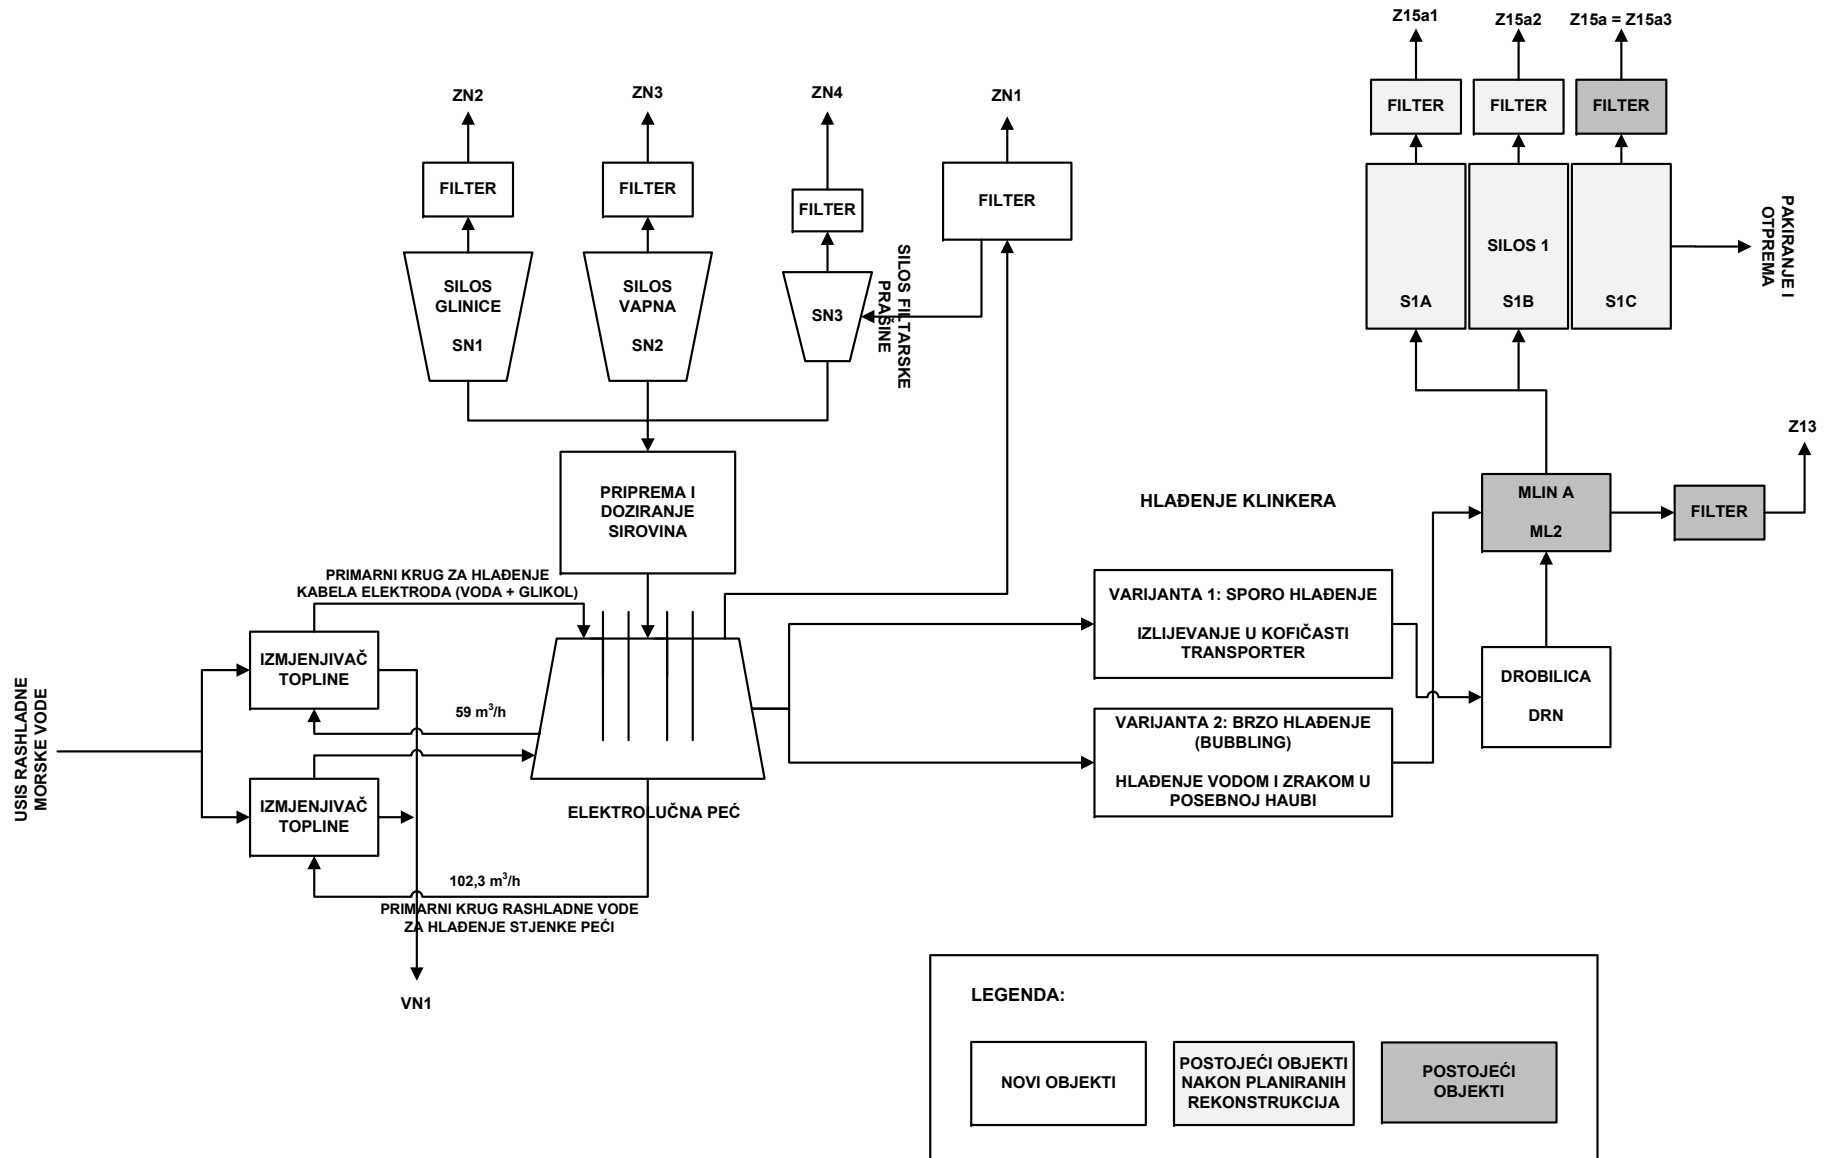 Z15a1
Z15a2
Z15a = Z15a3
FILTER
FILTER
FILTER
ZN2
ZN3
ZN4
ZN1
FILTER
FILTER
FILTER
FILTER
SILOS
GLINICE
SN1
SILOS
VAPNA
SN2
SN3
SILOS FILTARSKE
PRAŠINE
SILOS 1
S1A
S1B
S1C
PAKIRANJE I
OTPREMA
PRIPREMA I
DOZIRANJE
SIROVINA
HLAĐENJE KLINKERA
MLIN A
ML2
FILTER
Z13
PRIMARNI KRUG ZA HLAĐENJE
KABELA ELEKTRODA (VODA + GLIKOL)
VARIJANTA 1: SPORO HLAĐENJE
IZLIJEVANJE U KOFIČASTI
TRANSPORTER
DROBILICA
DRN
VARIJANTA 2: BRZO HLAĐENJE
(BUBBLING)
HLAĐENJE VODOM I ZRAKOM U
POSEBNOJ HAUBI
USIS RASHLADNE
MORSKE VODE
IZMJENJIVAČ
TOPLINE
59 m³/h
IZMJENJIVAČ
TOPLINE
ELEKTROLUČNA PEĆ
102,3 m³/h
PRIMARNI KRUG RASHLADNE VODE
ZA HLAĐENJE STJENKE PEĆI
VN1
LEGENDA:
NOVI OBJEKTI
POSTOJEĆI OBJEKTI
NAKON PLANIRANIH
REKONSTRUKCIJA
POSTOJEĆI
OBJEKTI